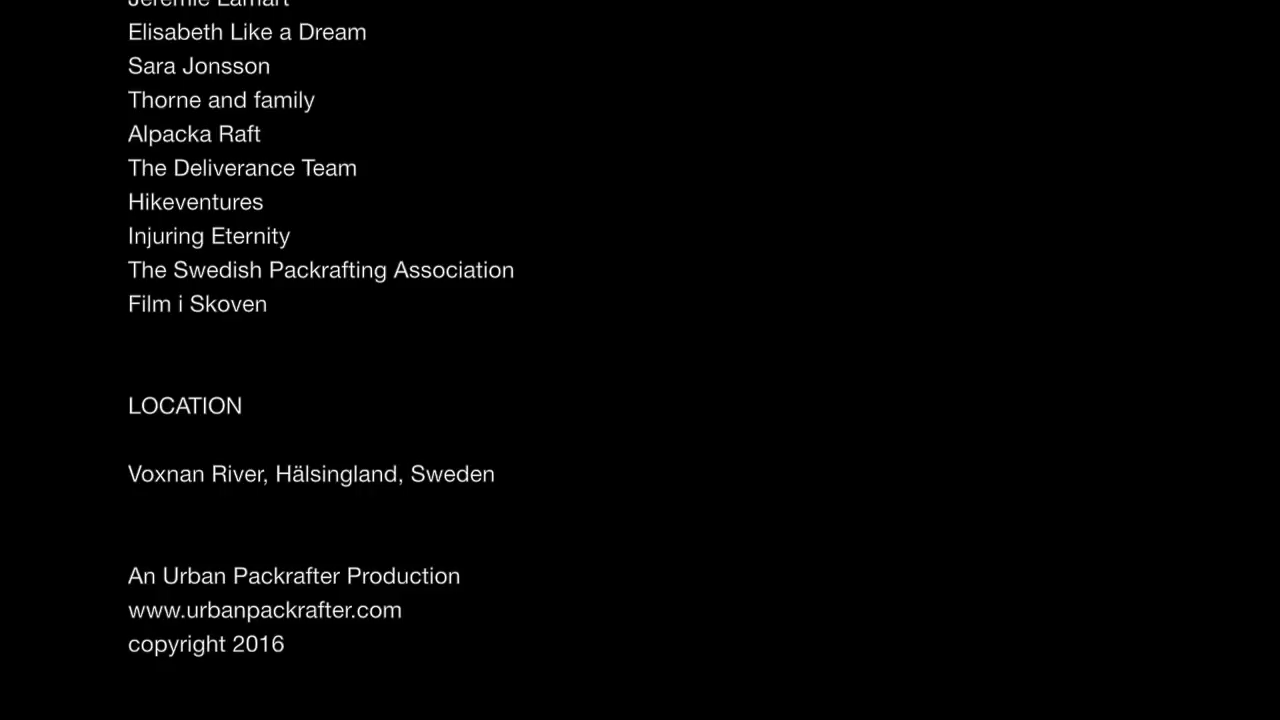 Elisabeth Like a Dream
Sara Jonsson
Thorne and family
Alpacka Raft
The Deliverance Team
Hikeventures
Injuring Eternity
The Swedish Packrafting Association
Film i Skoven
LOCATION
Voxnan River, Hälsingland, Sweden
An Urban Packrafter Production
www.urbanpackrafter.com
copyright 2016